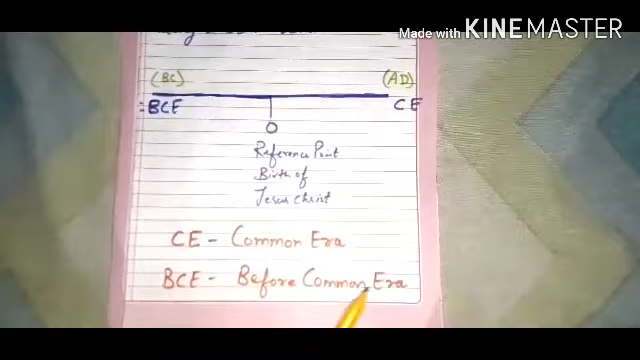 Made with KINEMASTER
(BC) (AD)
BCE CE
0
Reference Point
Birth of
Jesus Christ
CE - Common Era
BCE - Before Common Era